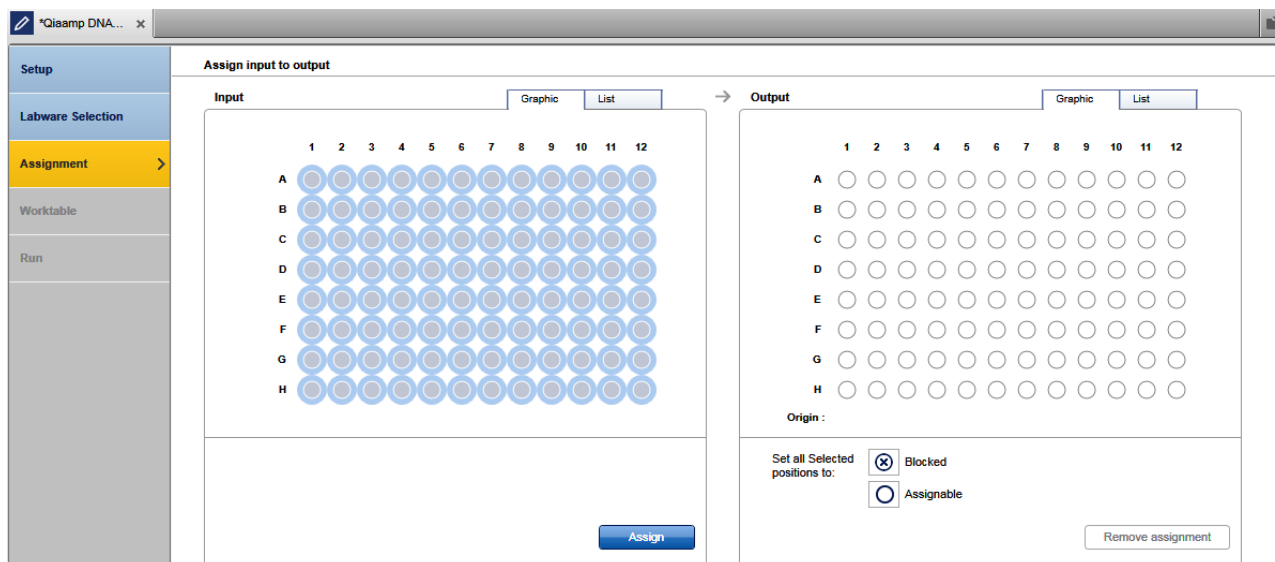 *Qiaamp DNA... ×
Setup
Labware Selection
Assignment
Worktable
Run
Assign input to output
Input
Graphic List
1 2 3 4 5 6 7 8 9 10 11 12
A
B
C
D
E
F
G
H
Assign
Output
Graphic List
1 2 3 4 5 6 7 8 9 10 11 12
A
B
C
D
E
F
G
H
Origin :
Set all Selected
positions to:
Blocked
Assignable
Remove assignment